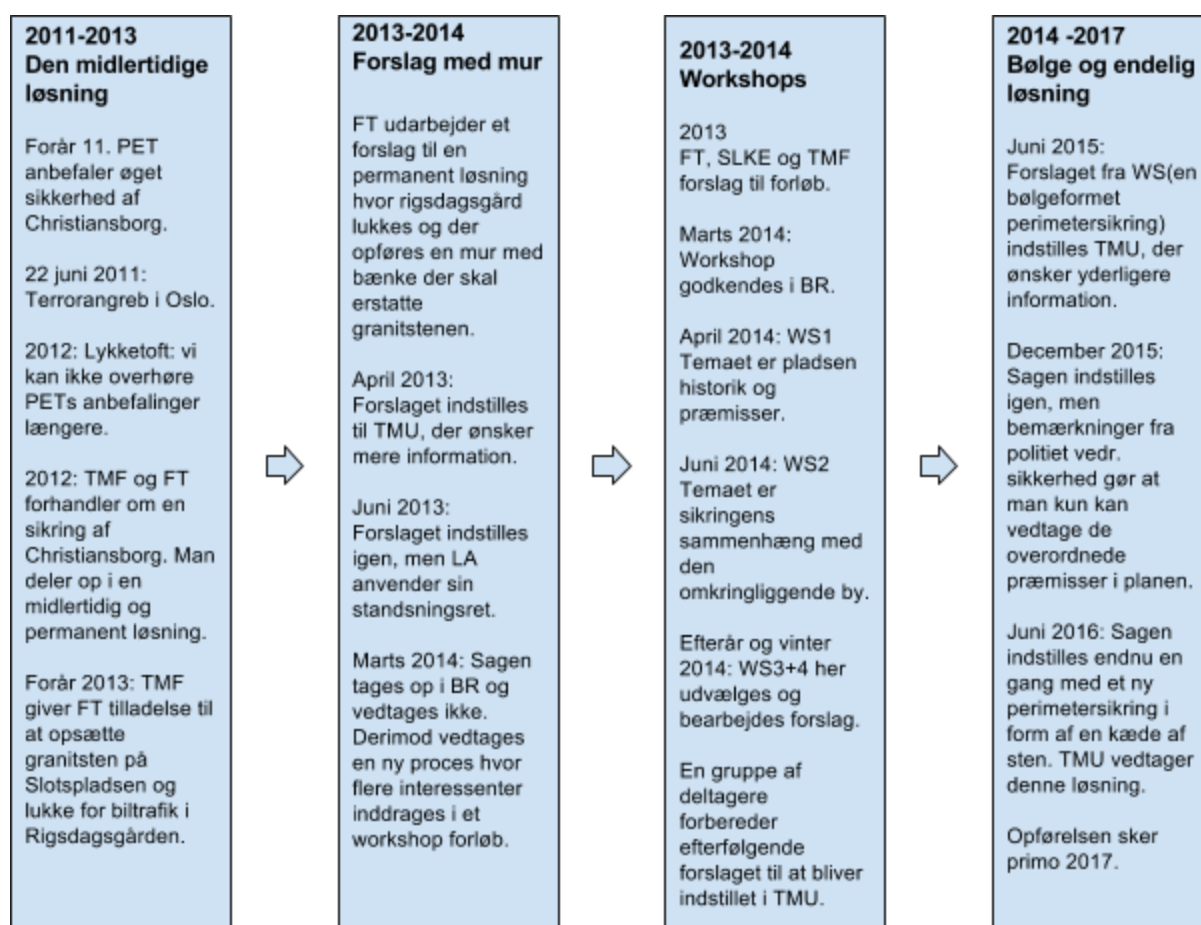 2011-2013
Den midlertidige
løsning
Forår 11. PET
anbefaler øget
sikkerhed af
Christiansborg.
22 juni 2011:
Terrorangreb i Oslo.
2012: Lykketoft: vi
kan ikke overhøre
PETs anbefalinger
længere.
2012: TMF og FT
forhandler om en
sikring af
Christiansborg. Man
deler op i en
midlertidig og
permanent løsning.
Forår 2013: TMF
giver FT tilladelse til
at opsætte
granitsten på
Slotspladsen og
lukke for biltrafik i
Rigsdagsgården.
2013-2014
Forslag med mur
FT udarbejder et
forslag til en
permanent løsning
hvor rigsdagsgård
lukkes og der
opføres en mur med
bænke der skal
erstatte
granitstenen.
April 2013:
Forslaget indstilles
til TMU, der ønsker
mere information.
Juni 2013:
Forslaget indstilles
igen, men LA
anvender sin
standsningsret.
Marts 2014: Sagen
tages op i BR og
vedtages ikke.
Derimod vedtages
en ny proces hvor
flere interessenter
inddrages i et
workshop forløb.
2013-2014
Workshops
2013
FT, SLKE og TMF
forslag til forløb.
Marts 2014:
Workshop
godkendes i BR.
April 2014: WS1
Temaet er pladsen
historik og
præmisser.
Juni 2014: WS2
Temaet er
sikringens
sammenhæng med
den
omkringliggende by.
Efterår og vinter
2014: WS3+4 her
udvælges og
bearbejdes forslag.
En gruppe af
deltagere
forbereder
efterfølgende
forslaget til at bliver
indstillet i TMU.
2014 -2017
Bølge og endelig
løsning
Juni 2015:
Forslaget fra WS(en
bølgeformet
perimetersikring)
indstilles TMU, der
ønsker yderligere
information.
December 2015:
Sagen indstilles
igen, men
bemærkninger fra
politiet vedr.
sikkerhed gør at
man kun kan
vedtage de
overordnede
præmisser i planen.
Juni 2016: Sagen
indstilles endnu en
gang med et ny
perimetersikring i
form af en kæde af
sten. TMU vedtager
denne løsning.
Opførelsen sker
primo 2017.